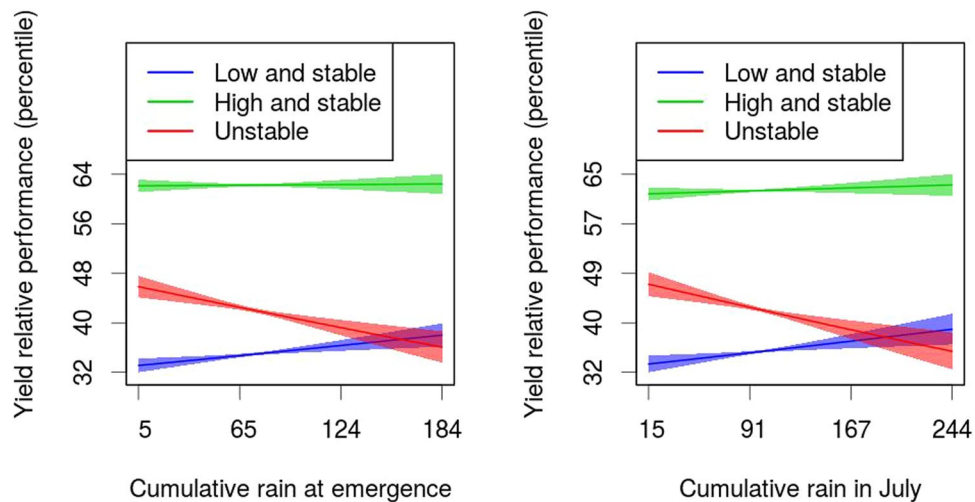 Yield relative performance (percentile)
Low and stable
High and stable
Unstable
64
56
48
40
32
5 65 124 184
Cumulative rain at emergence
Yield relative performance (percentile)
Low and stable
High and stable
Unstable
65
57
49
40
32
15 91 167 244
Cumulative rain in July